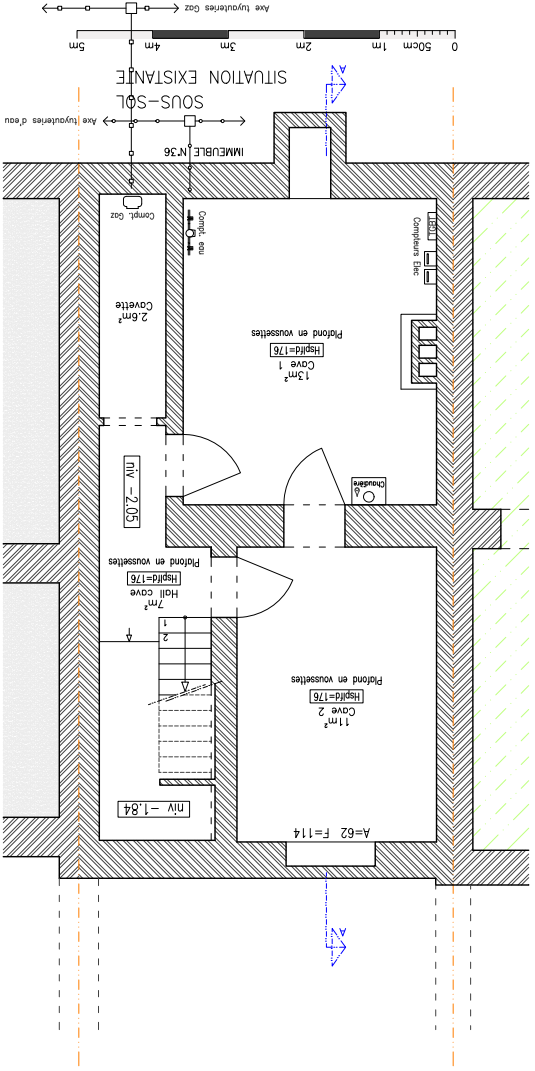 A
A=62 F=114
niv -1.84
11m²
Cave 2
Hsplfd=176
Plafond en voussettes
2
1
7m²
Hall cave
Hsplfd=176
Plafond en voussettes
niv -2.05
Chaudière
13m²
Cave 1
Hsplfd=176
Plafond en voussettes
2.6m²
Cavette
Compteurs Elec
TGBT
Compt. eau
Compt. Gaz
IMMEUBLE N°36
Axe tuyauteries d'eau
SOUS-SOL
SITUATION EXISTANTE
A
0 50cm 1m 2m 3m 4m 5m
Axe tuyauteries Gaz